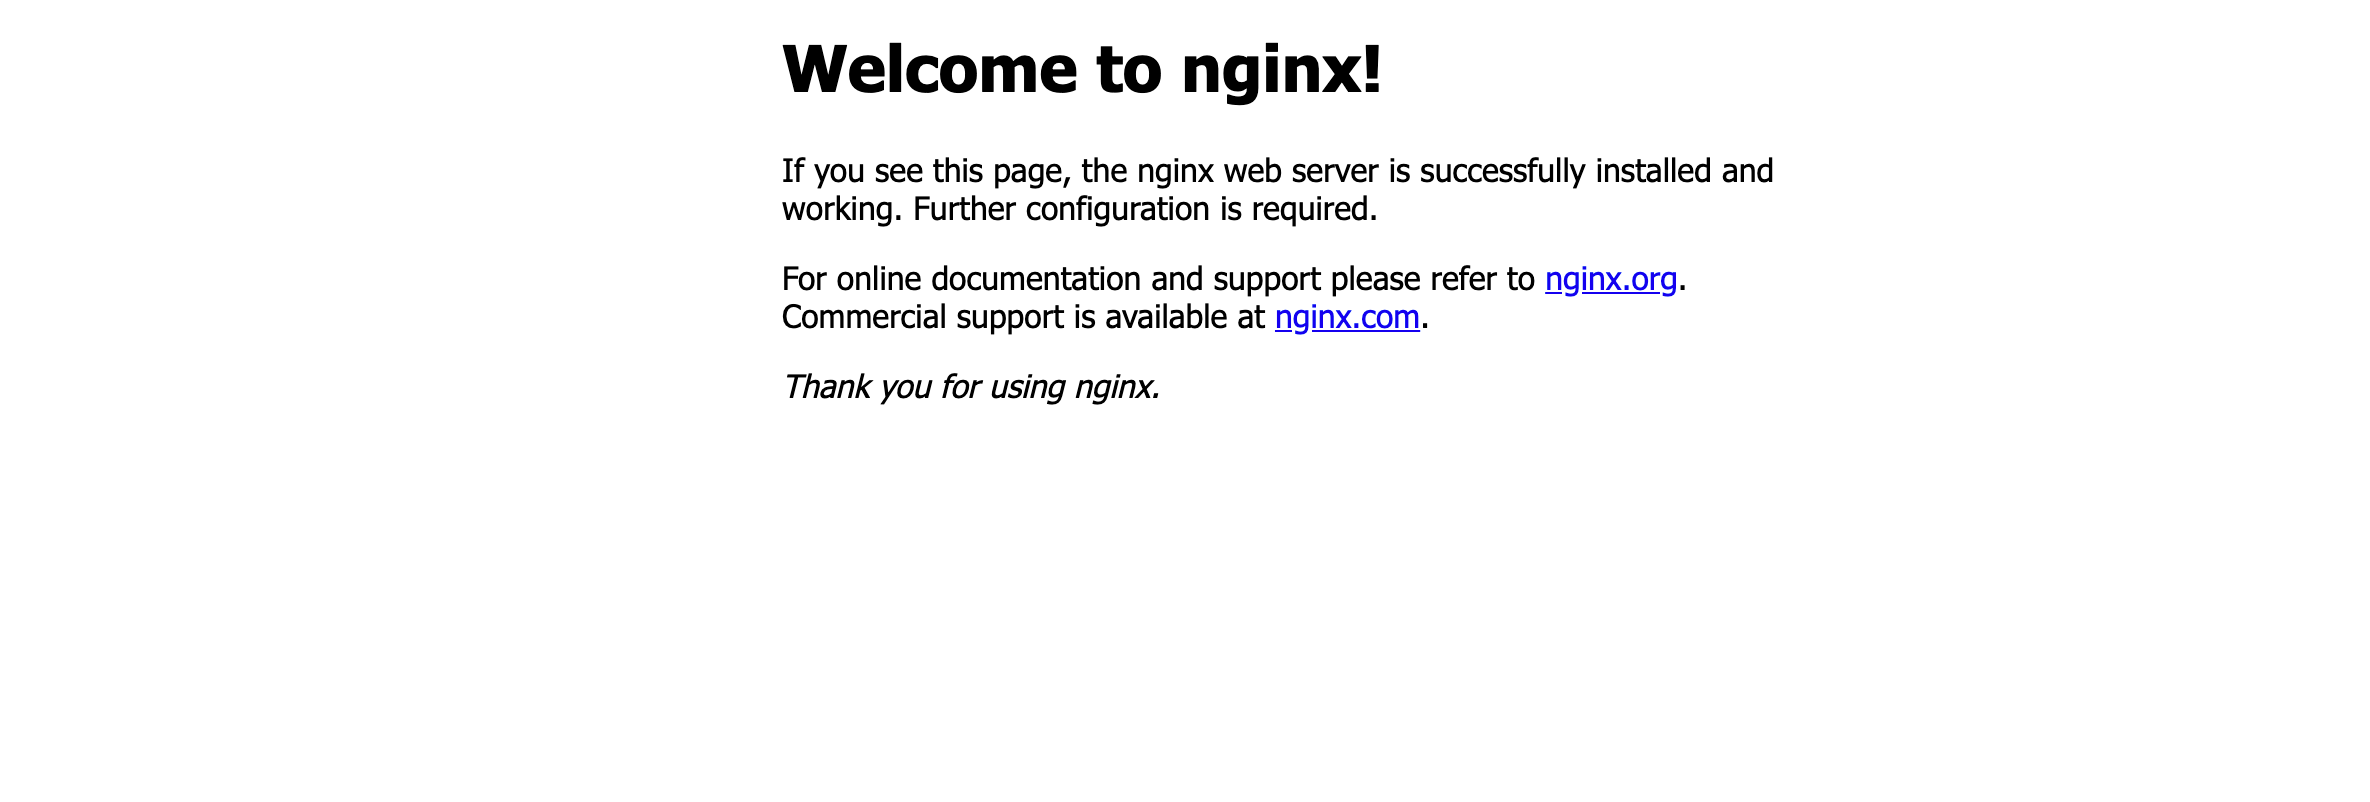 Welcome to nginx!
If you see this page, the nginx web server is successfully installed and
working. Further configuration is required.
For online documentation and support please refer to nginx.org.
Commercial support is available at nginx.com.
Thank you for using nginx.